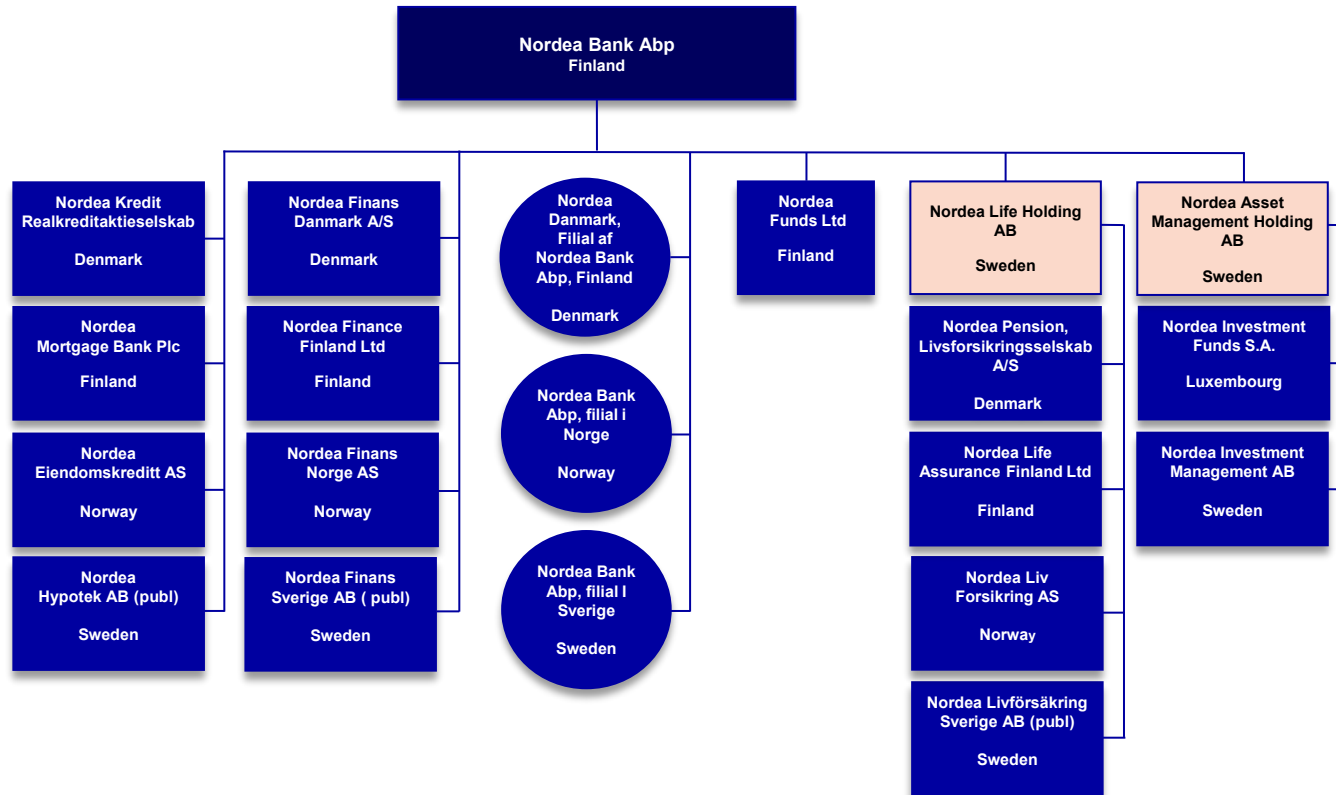 Nordea Bank Abp
Finland
Nordea Kredit
Realkreditaktieselskab
Denmark
Nordea
Mortgage Bank Plc
Finland
Nordea
Eiendomskreditt AS
Norway
Nordea
Hypotek AB (publ)
Sweden
Nordea Finans
Danmark A/S
Denmark
Nordea Finance
Finland Ltd
Finland
Nordea Finans
Norge AS
Norway
Nordea Finans
Sverige AB ( publ)
Sweden
Nordea
Danmark,
Filial af
Nordea Bank
Abp, Finland
Denmark
Nordea Bank
Abp, filial i
Norge
Norway
Nordea Bank
Abp, filial I
Sverige
Sweden
Nordea
Funds Ltd
Finland
Nordea Life Holding
AB
Sweden
Nordea Pension,
Livsforsikringsselskab
A/S
Denmark
Nordea Life
Assurance Finland Ltd
Finland
Nordea Liv
Forsikring AS
Norway
Nordea Livförsäkring
Sverige AB (publ)
Sweden
Nordea Asset
Management Holding
AB
Sweden
Nordea Investment
Funds S.A.
Luxembourg
Nordea Investment
Management AB
Sweden